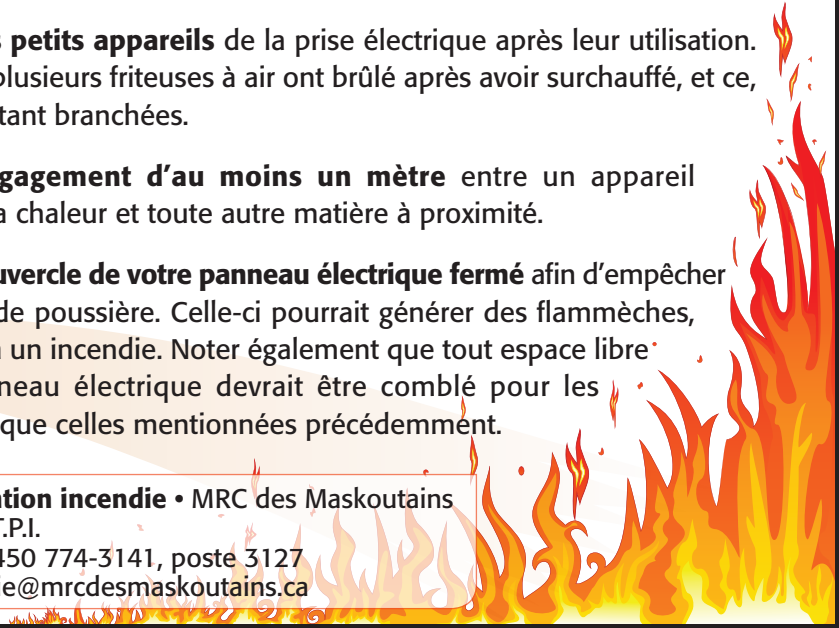 petits appareils de la prise électrique après leur utilisation.
plusieurs friteuses à air ont brûlé après avoir surchauffé, et ce,
tant branchées.
gagement d'au moins un mètre entre un appareil
a chaleur et toute autre matière à proximité.
uvercle de votre panneau électrique fermé afin d'empêcher
de poussière. Celle-ci pourrait générer des flammèches,
un incendie. Noter également que tout espace libre
neau électrique devrait être comblé pour les
que celles mentionnées précédemment.
tion incendie • MRC des Maskoutains
T.P.I.
450 774-3141, poste 3127
ie@mrcdesmaskoutains.ca